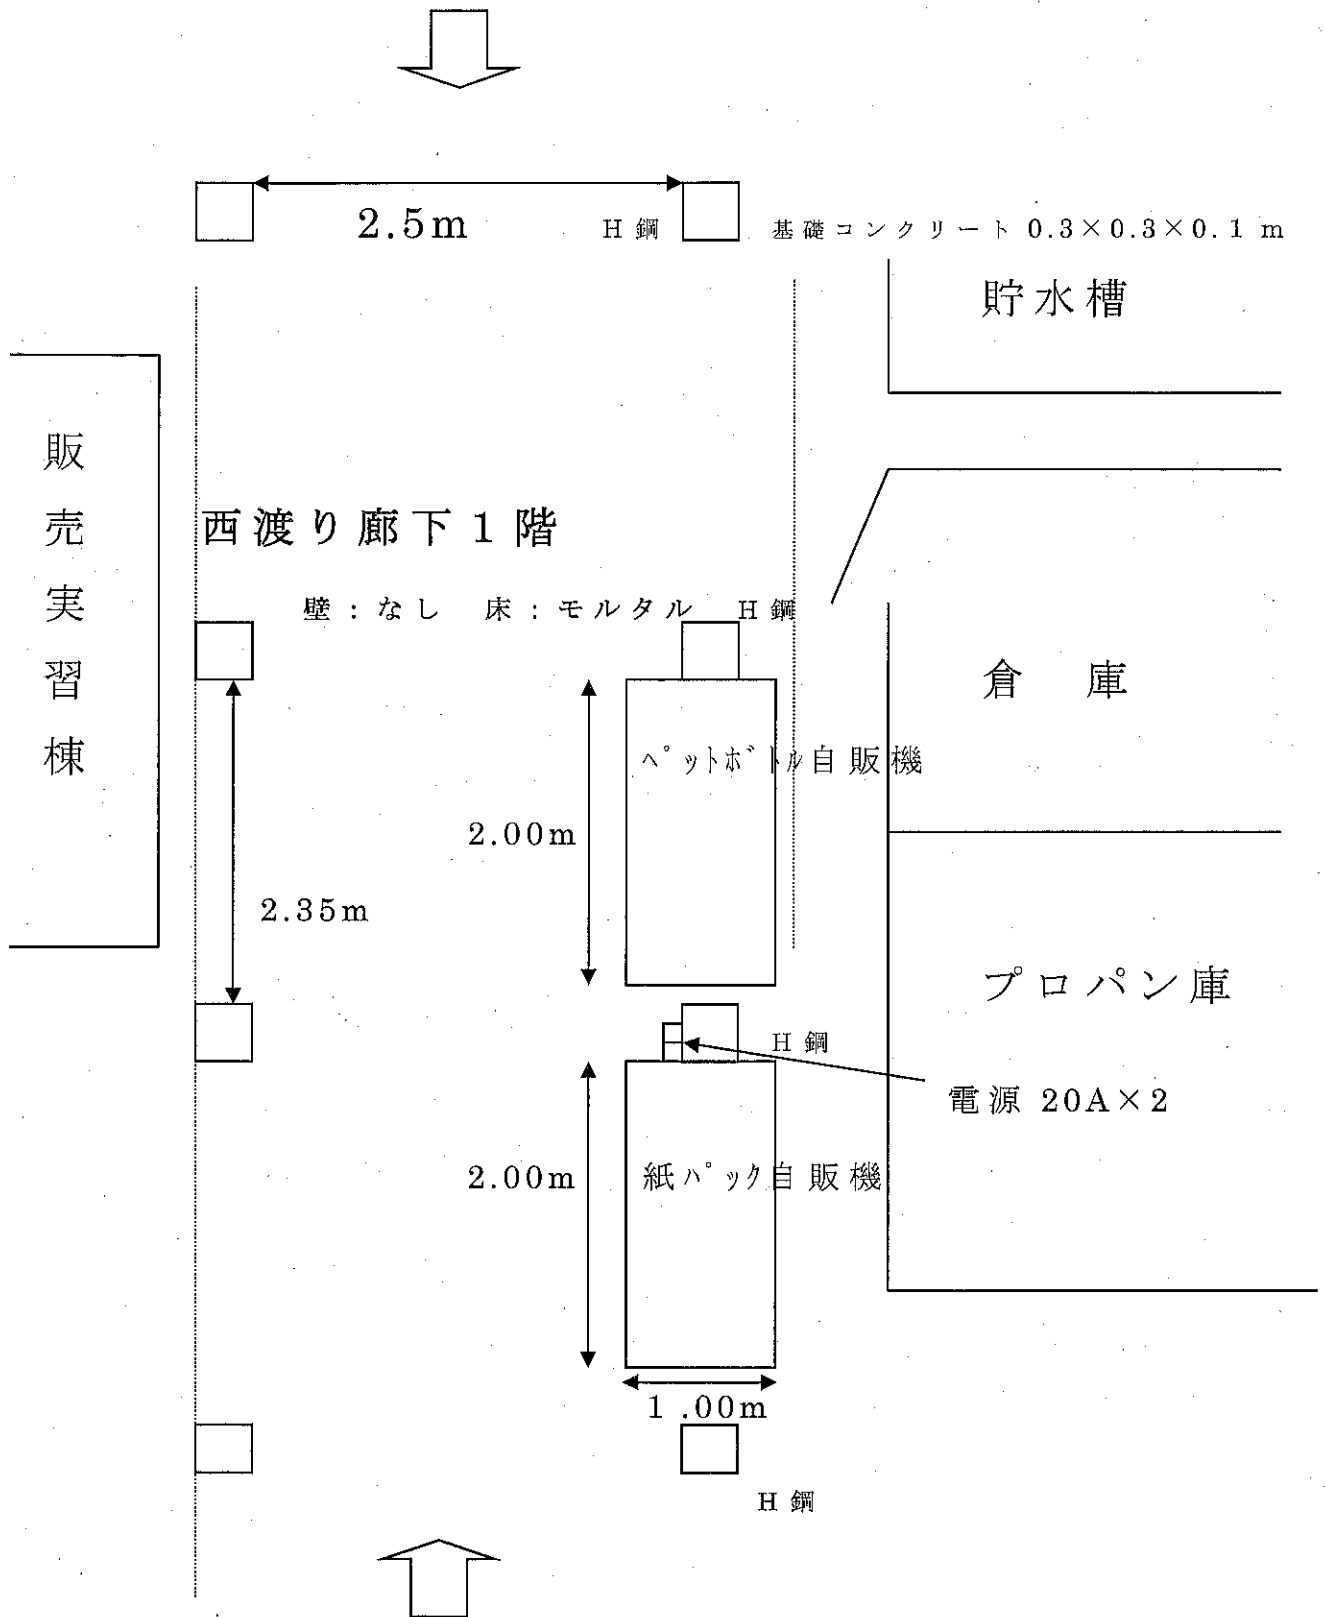 2.5m
H鋼
基礎コンクリート 0.3×0.3×0.1 m
貯水槽
販売実習棟
西渡り廊下1階
壁：なし 床：モルタル
H鋼
倉 庫
ペットボトル自販機
2.00m
2.35m
プロパン庫
H鋼
電源 20A×2
2.00m
紙パック自販機
1.00m
H鋼